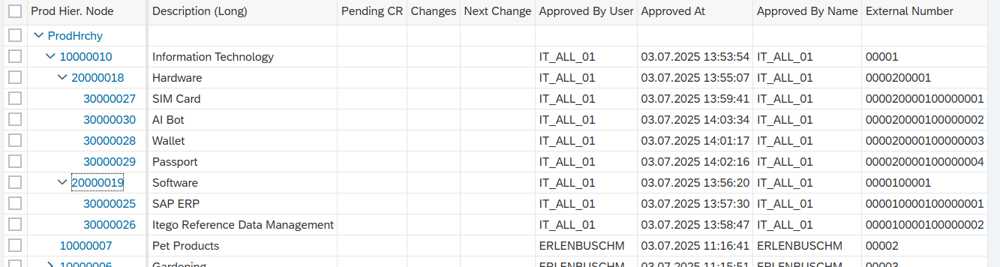 Prod Hier. Node Description (Long) Pending CR Changes Next Change Approved By User Approved At Approved By Name External Number
ProdHrchy
10000010 Information Technology IT_ALL_01 03.07.2025 13:53:54 IT_ALL_01 00001
20000018 Hardware IT_ALL_01 03.07.2025 13:55:07 IT_ALL_01 0000200001
30000027 SIM Card IT_ALL_01 03.07.2025 13:59:41 IT_ALL_01 000020000100000001
30000030 AI Bot IT_ALL_01 03.07.2025 14:03:34 IT_ALL_01 000020000100000002
30000028 Wallet IT_ALL_01 03.07.2025 14:01:17 IT_ALL_01 000020000100000003
30000029 Passport IT_ALL_01 03.07.2025 14:02:16 IT_ALL_01 000020000100000004
20000019 Software IT_ALL_01 03.07.2025 13:56:20 IT_ALL_01 0000100001
30000025 SAP ERP IT_ALL_01 03.07.2025 13:57:30 IT_ALL_01 000010000100000001
30000026 Itego Reference Data Management IT_ALL_01 03.07.2025 13:58:47 IT_ALL_01 000010000100000002
10000007 Pet Products ERLENBUSCHM 03.07.2025 11:16:41 ERLENBUSCHM 00002
10000006 Gardening ERLENBUSCHM 03.07.2025 11:15:51 ERLENBUSCHM 00003